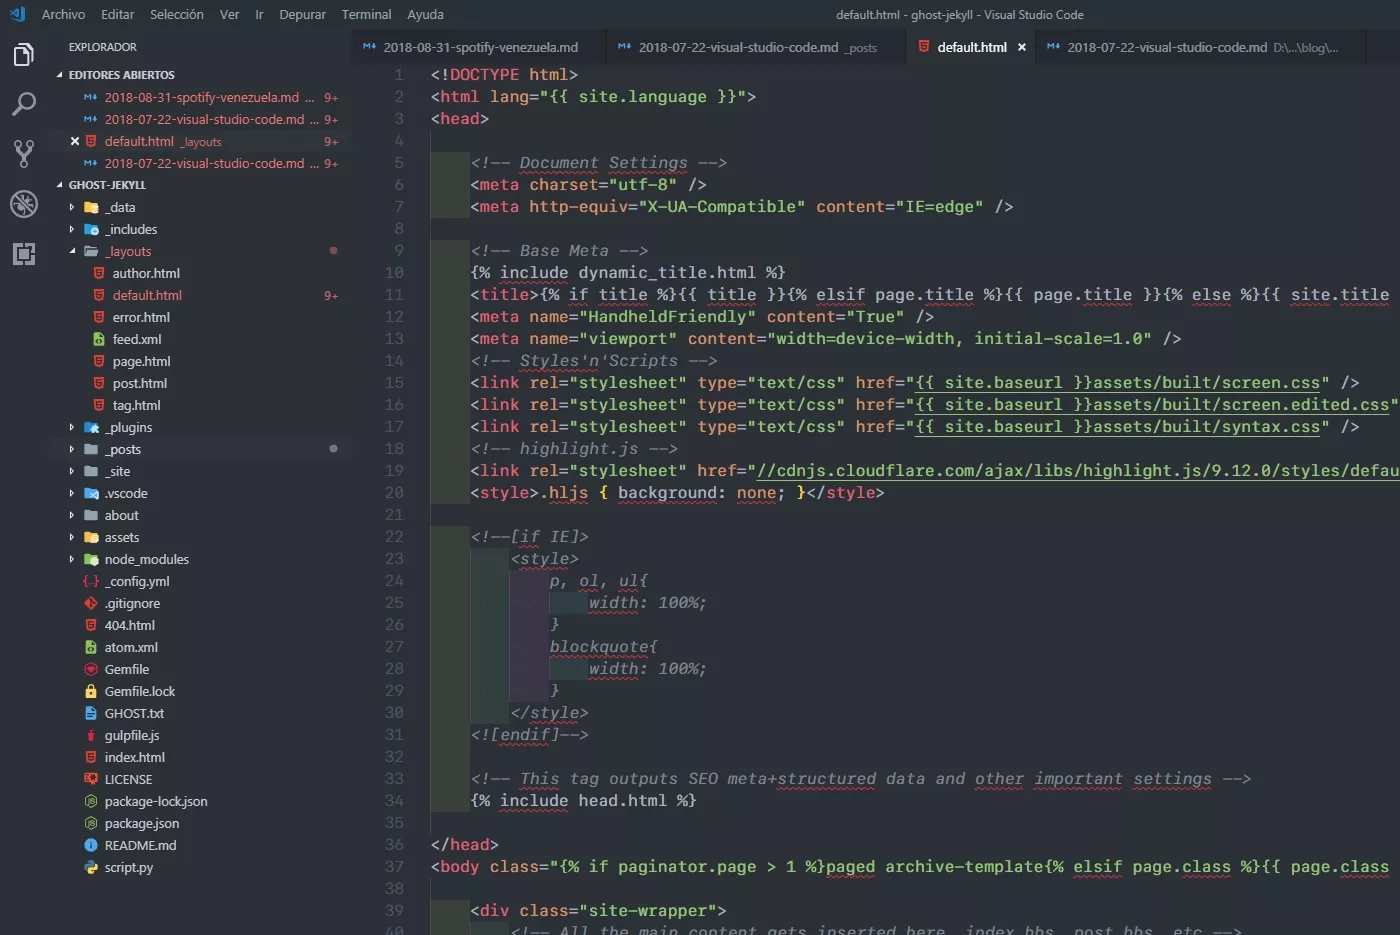 Archivo Editar Selección Ver Ir Depurar Terminal Ayuda default.html - ghost-jekyll - Visual Studio Code
EXPLORADOR
EDITORES ABIERTOS
2018-08-31-spotify-venezuela.md ... 9+
2018-07-22-visual-studio-code.md ... 9+
default.html _layouts 9+
2018-07-22-visual-studio-code.md ... 9+
GHOST-JEKYLL
_data
_includes
_layouts
author.html
default.html 9+
error.html
feed.xml
page.html
post.html
tag.html
_plugins
_posts
_site
.vscode
about
assets
node_modules
_config.yml
.gitignore
404.html
atom.xml
Gemfile
Gemfile.lock
GHOST.txt
gulpfile.js
index.html
LICENSE
package-lock.json
package.json
README.md
script.py
2018-08-31-spotify-venezuela.md 2018-07-22-visual-studio-code.md _posts default.html × 2018-07-22-visual-studio-code.md D:\...\blog\...
1 <!DOCTYPE html>
2 <html lang="{{ site.language }}">
3 <head>
4
5 <!-- Document Settings -->
6 <meta charset="utf-8" />
7 <meta http-equiv="X-UA-Compatible" content="IE=edge" />
8
9 <!-- Base Meta -->
10 {% include dynamic_title.html %}
11 <title>{% if title %}{{ title }}{% elsif page.title %}{{ page.title }}{% else %}{{ site.title
12 <meta name="HandheldFriendly" content="True" />
13 <meta name="viewport" content="width=device-width, initial-scale=1.0" />
14 <!-- Styles'n'Scripts -->
15 <link rel="stylesheet" type="text/css" href="{{ site.baseurl }}assets/built/screen.css" />
16 <link rel="stylesheet" type="text/css" href="{{ site.baseurl }}assets/built/screen.edited.css"
17 <link rel="stylesheet" type="text/css" href="{{ site.baseurl }}assets/built/syntax.css" />
18 <!-- highlight.js -->
19 <link rel="stylesheet" href="//cdnjs.cloudflare.com/ajax/libs/highlight.js/9.12.0/styles/defau
20 <style>.hljs { background: none; }</style>
21
22 <!--[if IE]>
23 <style>
24 p, ol, ul{
25 width: 100%;
26 }
27 blockquote{
28 width: 100%;
29 }
30 </style>
31 <![endif]-->
32
33 <!-- This tag outputs SEO meta+structured data and other important settings -->
34 {% include head.html %}
35
36 </head>
37 <body class="{% if paginator.page > 1 %}paged archive-template{% elsif page.class %}{{ page.class
38
39 <div class="site-wrapper">
40 <!-- All the main content gets inserted here, index.hbs, post.hbs, etc -->